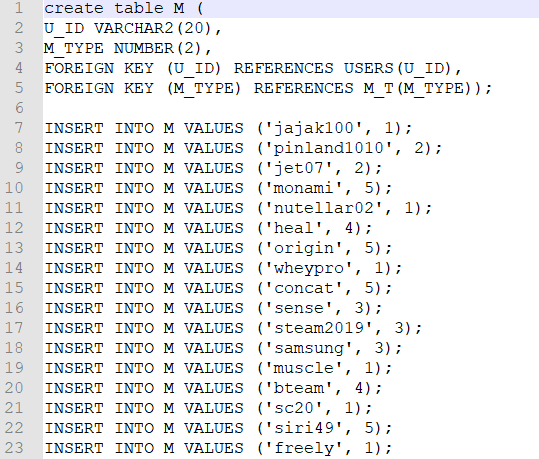 1 create table M (
2 U_ID VARCHAR2(20),
3 M_TYPE NUMBER(2),
4 FOREIGN KEY (U_ID) REFERENCES USERS(U_ID),
5 FOREIGN KEY (M_TYPE) REFERENCES M_T(M_TYPE));
6
7 INSERT INTO M VALUES ('jajak100', 1);
8 INSERT INTO M VALUES ('pinland1010', 2);
9 INSERT INTO M VALUES ('jet07', 2);
10 INSERT INTO M VALUES ('monami', 5);
11 INSERT INTO M VALUES ('nutellar02', 1);
12 INSERT INTO M VALUES ('heal', 4);
13 INSERT INTO M VALUES ('origin', 5);
14 INSERT INTO M VALUES ('wheypro', 1);
15 INSERT INTO M VALUES ('concat', 5);
16 INSERT INTO M VALUES ('sense', 3);
17 INSERT INTO M VALUES ('steam2019', 3);
18 INSERT INTO M VALUES ('samsung', 3);
19 INSERT INTO M VALUES ('muscle', 1);
20 INSERT INTO M VALUES ('bteam', 4);
21 INSERT INTO M VALUES ('sc20', 1);
22 INSERT INTO M VALUES ('siri49', 5);
23 INSERT INTO M VALUES ('freely', 1);